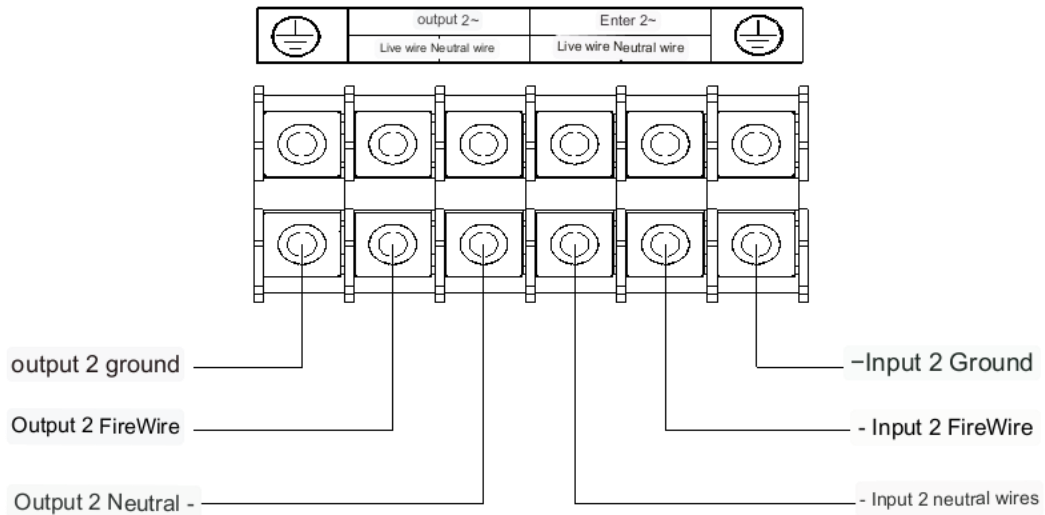 output 2~
Enter 2~
Live wire Neutral wire
Live wire Neutral wire
output 2 ground
−Input 2 Ground
Output 2 FireWire
- Input 2 FireWire
Output 2 Neutral -
- Input 2 neutral wires